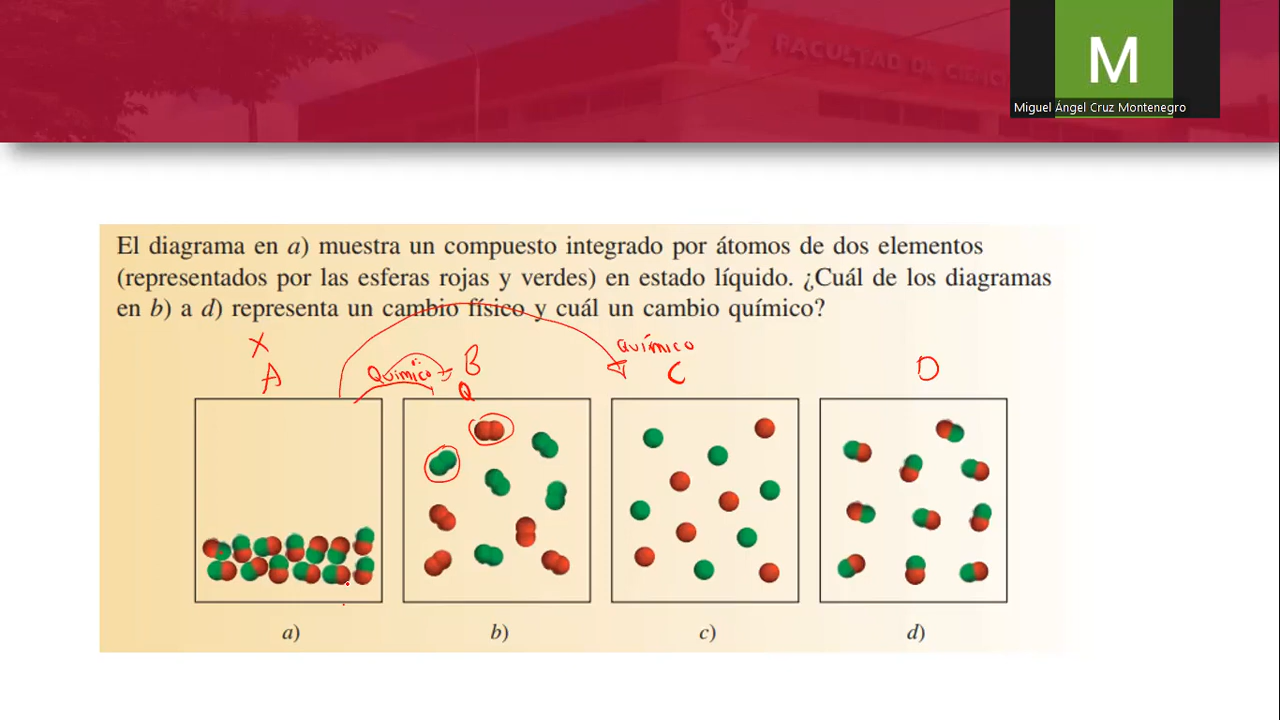 FACULTAD DE CIENCI
M
Miguel Ángel Cruz Montenegro
El diagrama en a) muestra un compuesto integrado por átomos de dos elementos
(representados por las esferas rojas y verdes) en estado líquido. ¿Cuál de los diagramas
en b) a d) representa un cambio físico y cuál un cambio químico?
X
A
Químico
B
Q
químico
C
D
a)
b)
c)
d)